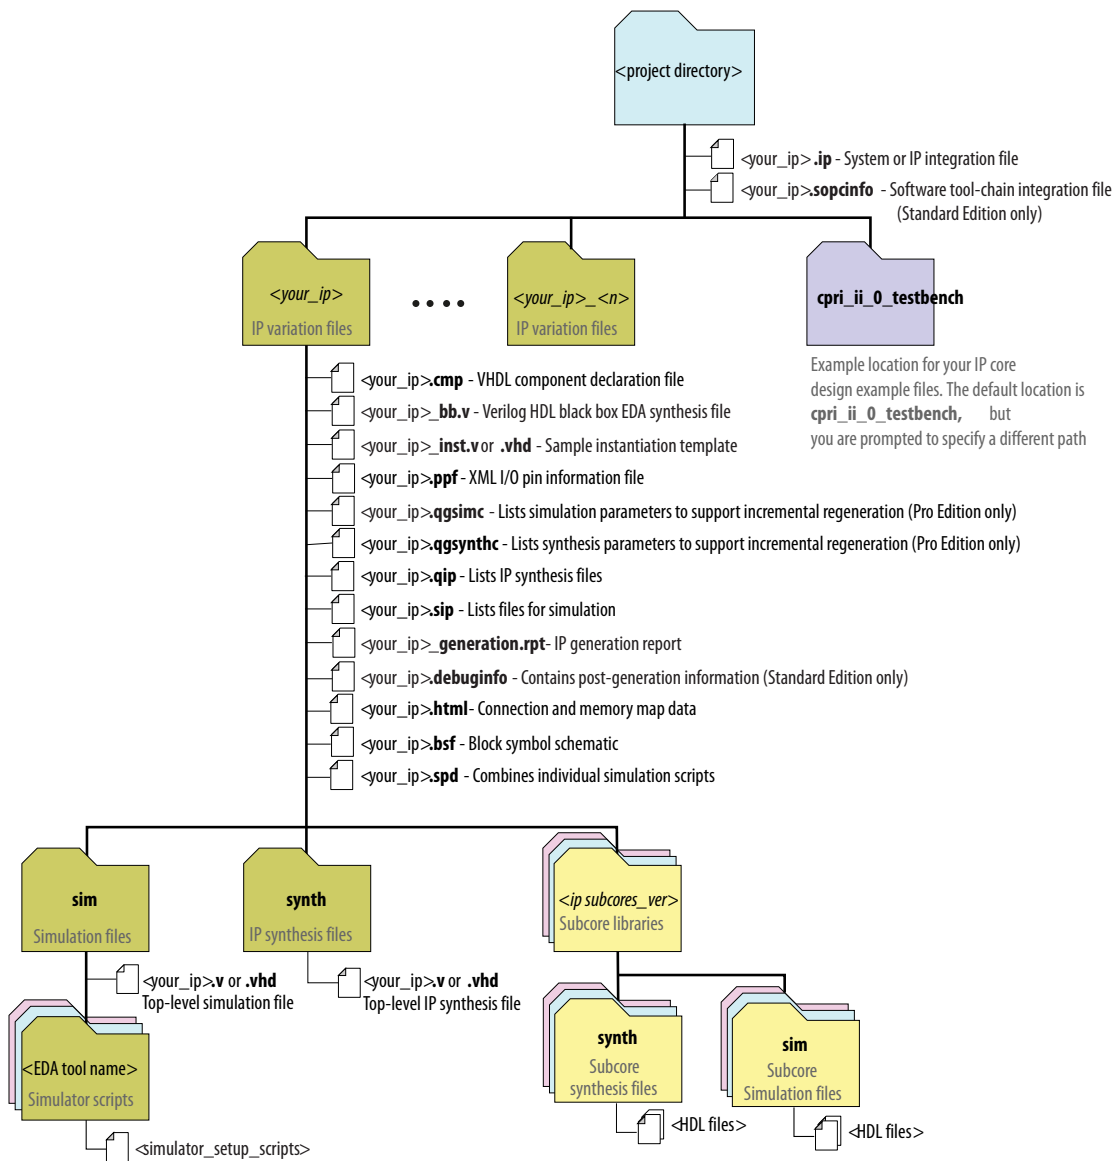 <project directory>
<your_ip> .ip - System or IP integration file
<your_ip>.sopcinfo - Software tool-chain integration file
(Standard Edition only)
<your_ip>
IP variation files
<your_ip>_<n>
IP variation files
cpri_ii_0_testbench
Example location for your IP core
design example files. The default location is
cpri_ii_0_testbench, but
you are prompted to specify a different path
<your_ip>.cmp - VHDL component declaration file
<your_ip>_bb.v - Verilog HDL black box EDA synthesis file
<your_ip>_inst.v or .vhd - Sample instantiation template
<your_ip>.ppf - XML I/O pin information file
<your_ip>.qgsimc - Lists simulation parameters to support incremental regeneration (Pro Edition only)
<your_ip>.qgsynthc - Lists synthesis parameters to support incremental regeneration (Pro Edition only)
<your_ip>.qip - Lists IP synthesis files
<your_ip>.sip - Lists files for simulation
<your_ip>_generation.rpt- IP generation report
<your_ip>.debuginfo - Contains post-generation information (Standard Edition only)
<your_ip>.html- Connection and memory map data
<your_ip>.bsf - Block symbol schematic
<your_ip>.spd - Combines individual simulation scripts
sim
Simulation files
synth
IP synthesis files
<ip subcores_ver>
Subcore libraries
<your_ip>.v or .vhd
Top-level simulation file
<your_ip>.v or .vhd
Top-level IP synthesis file
<EDA tool name>
Simulator scripts
synth
Subcore
synthesis files
sim
Subcore
Simulation files
<HDL files>
<HDL files>
<simulator_setup_scripts>